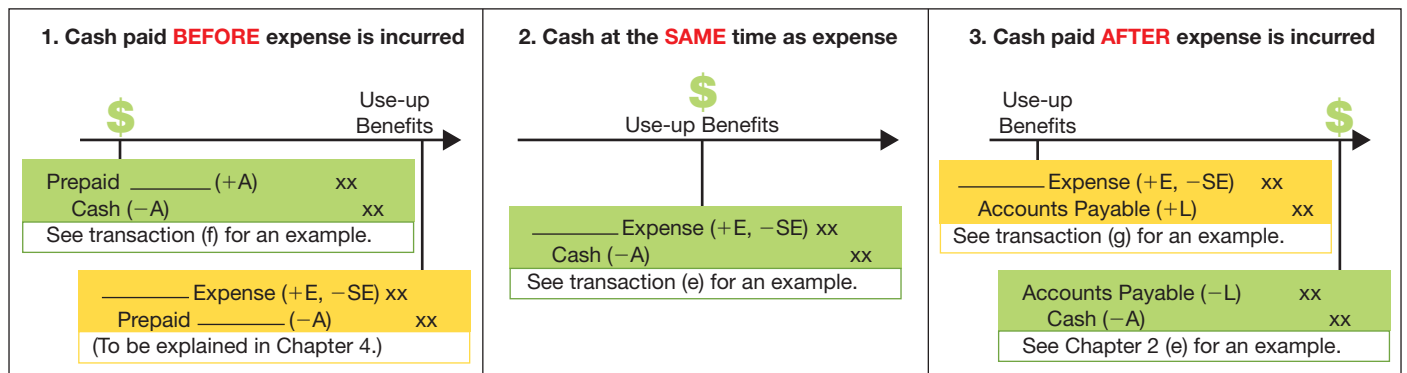 1. Cash paid BEFORE expense is incurred
$
Use-up
Benefits
Prepaid ________ (+A) xx
Cash (−A) xx
See transaction (f) for an example.
________ Expense (+E, −SE) xx
Prepaid ________ (−A) xx
(To be explained in Chapter 4.)
2. Cash at the SAME time as expense
$
Use-up Benefits
________ Expense (+E, −SE) xx
Cash (−A) xx
See transaction (e) for an example.
3. Cash paid AFTER expense is incurred
Use-up
Benefits
$
________ Expense (+E, −SE) xx
Accounts Payable (+L) xx
See transaction (g) for an example.
Accounts Payable (−L) xx
Cash (−A) xx
See Chapter 2 (e) for an example.